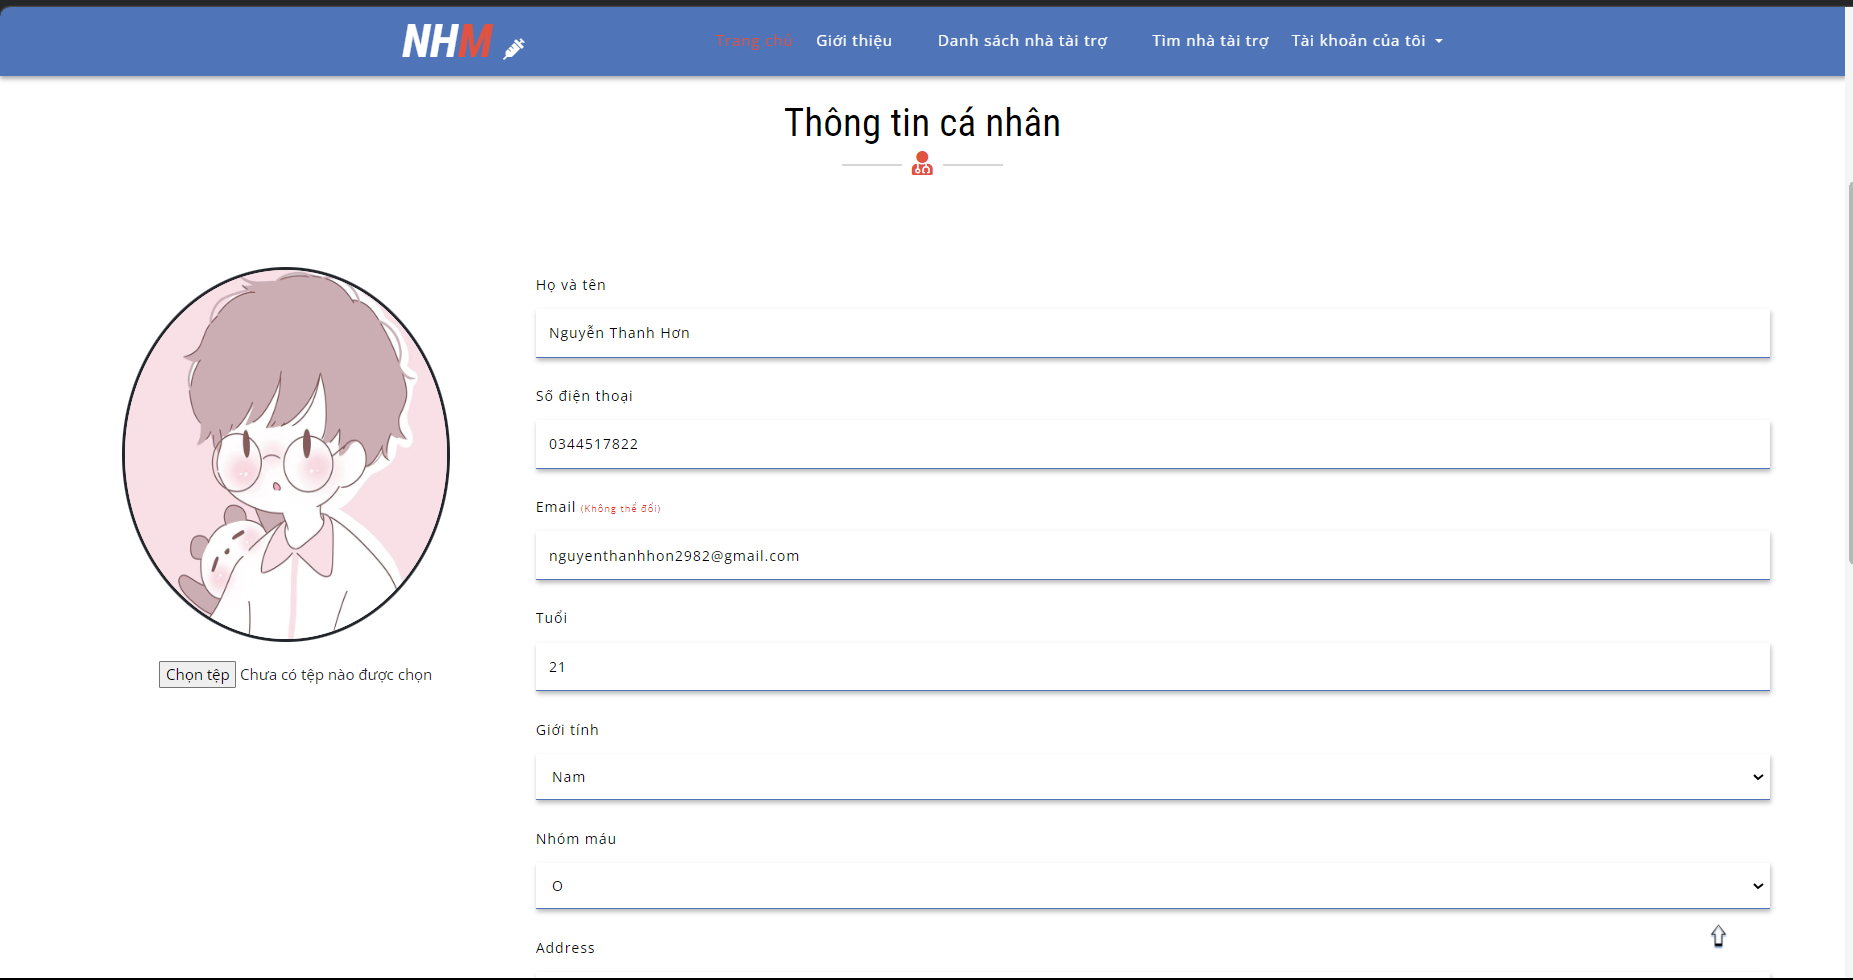 NHM
Trang chủ Giới thiệu Danh sách nhà tài trợ Tìm nhà tài trợ Tài khoản của tôi
Thông tin cá nhân
Họ và tên
Nguyễn Thanh Hơn
Số điện thoại
0344517822
Email (Không thể đổi)
nguyenthanhhon2982@gmail.com
Tuổi
21
Chọn tệp Chưa có tệp nào được chọn
Giới tính
Nam
Nhóm máu
O
Address